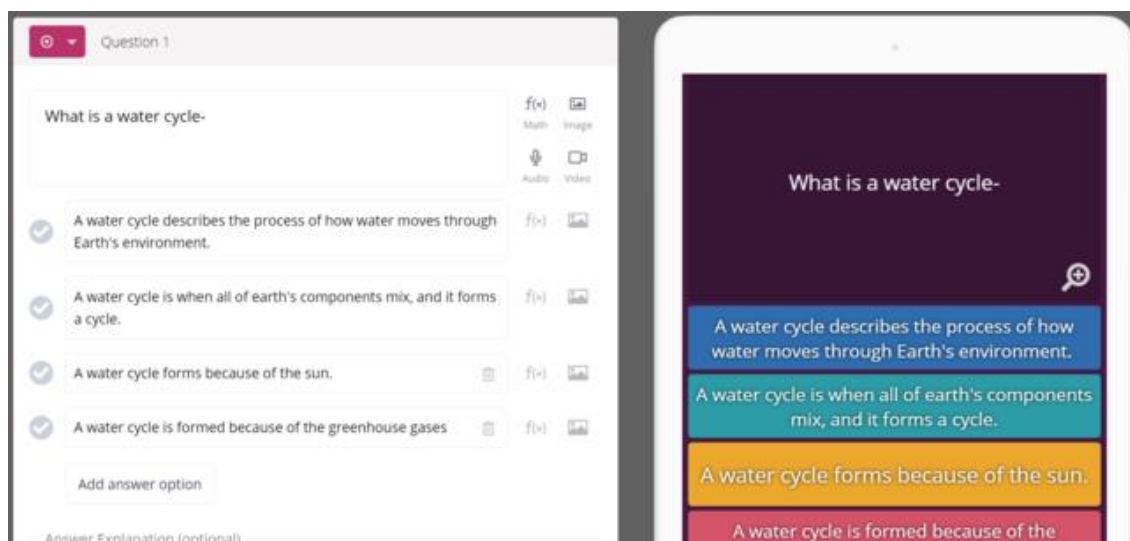 Question 1
What is a water cycle-
f(×) Math
Image
Audio
Video
A water cycle describes the process of how water moves through
Earth's environment.
f(×)
A water cycle is when all of earth's components mix, and it forms
a cycle.
f(×)
A water cycle forms because of the sun.
f(×)
A water cycle is formed because of the greenhouse gases
f(×)
Add answer option
Answer Explanation (optional)
What is a water cycle-
A water cycle describes the process of how
water moves through Earth's environment.
A water cycle is when all of earth's components
mix, and it forms a cycle.
A water cycle forms because of the sun.
A water cycle is formed because of the